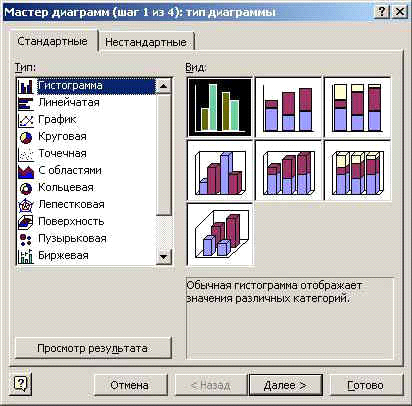 Мастер диаграмм (шаг 1 из 4): тип диаграммы
Стандартные
Нестандартные
Тип:
Гистограмма
Линейчатая
График
Круговая
Точечная
С областями
Кольцевая
Лепестковая
Поверхность
Пузырьковая
Биржевая
Вид:
Обычная гистограмма отображает
значения различных категорий.
Просмотр результата
Отмена
< Назад
Далее >
Готово